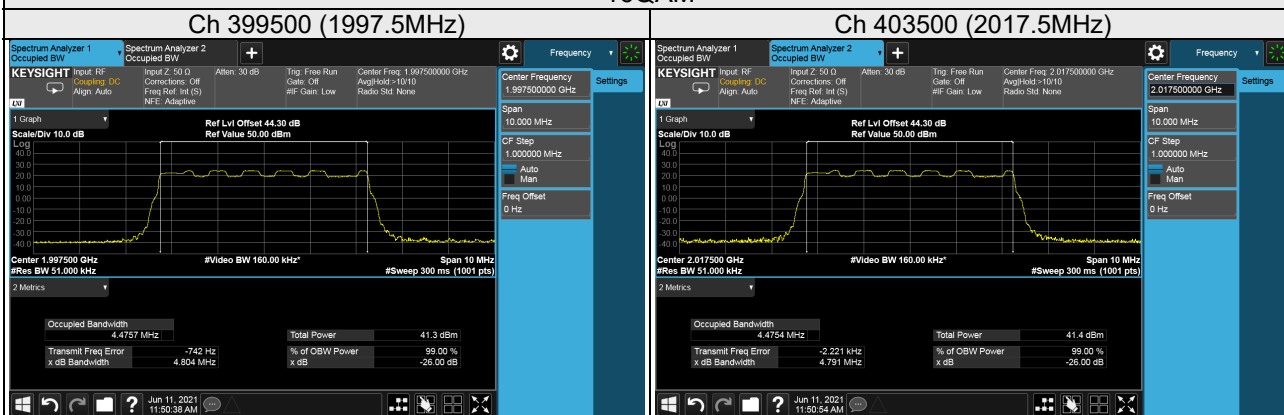 Ch 399500 (1997.5MHz)
Spectrum Analyzer 1
Occupied BW
Spectrum Analyzer 2
Occupied BW
+
Frequency
KEYSIGHT
Input: RF
Coupling: DC
Align: Auto
Input Z: 50 Ω
Corrections: Off
Freq Ref: Int (S)
NFE: Adaptive
Atten: 30 dB
Trig: Free Run
Gate: Off
#IF Gain: Low
Center Freq: 1.997500000 GHz
Avg|Hold:>10/10
Radio Std: None
LXI
Center Frequency
1.997500000 GHz
Settings
Span
10.000 MHz
CF Step
1.000000 MHz
Auto
Man
Freq Offset
0 Hz
1 Graph
Scale/Div 10.0 dB
Ref Lvl Offset 44.30 dB
Ref Value 50.00 dBm
Log
40.0
30.0
20.0
10.0
0.00
-10.0
-20.0
-30.0
-40.0
Center 1.997500 GHz
#Video BW 160.00 kHz*
Span 10 MHz
#Res BW 51.000 kHz
#Sweep 300 ms (1001 pts)
2 Metrics
Occupied Bandwidth
4.4757 MHz
Total Power 41.3 dBm
Transmit Freq Error -742 Hz
% of OBW Power 99.00 %
x dB Bandwidth 4.804 MHz
x dB -26.00 dB
?
Jun 11, 2021
11:50:38 AM
Ch 403500 (2017.5MHz)
Spectrum Analyzer 1
Occupied BW
Spectrum Analyzer 2
Occupied BW
+
Frequency
KEYSIGHT
Input: RF
Coupling: DC
Align: Auto
Input Z: 50 Ω
Corrections: Off
Freq Ref: Int (S)
NFE: Adaptive
Atten: 30 dB
Trig: Free Run
Gate: Off
#IF Gain: Low
Center Freq: 2.017500000 GHz
Avg|Hold:>10/10
Radio Std: None
LXI
Center Frequency
2.017500000 GHz
Settings
Span
10.000 MHz
CF Step
1.000000 MHz
Auto
Man
Freq Offset
0 Hz
1 Graph
Scale/Div 10.0 dB
Ref Lvl Offset 44.30 dB
Ref Value 50.00 dBm
Log
40.0
30.0
20.0
10.0
0.00
-10.0
-20.0
-30.0
-40.0
Center 2.017500 GHz
#Video BW 160.00 kHz*
Span 10 MHz
#Res BW 51.000 kHz
#Sweep 300 ms (1001 pts)
2 Metrics
Occupied Bandwidth
4.4754 MHz
Total Power 41.4 dBm
Transmit Freq Error -2.221 kHz
% of OBW Power 99.00 %
x dB Bandwidth 4.791 MHz
x dB -26.00 dB
?
Jun 11, 2021
11:50:54 AM